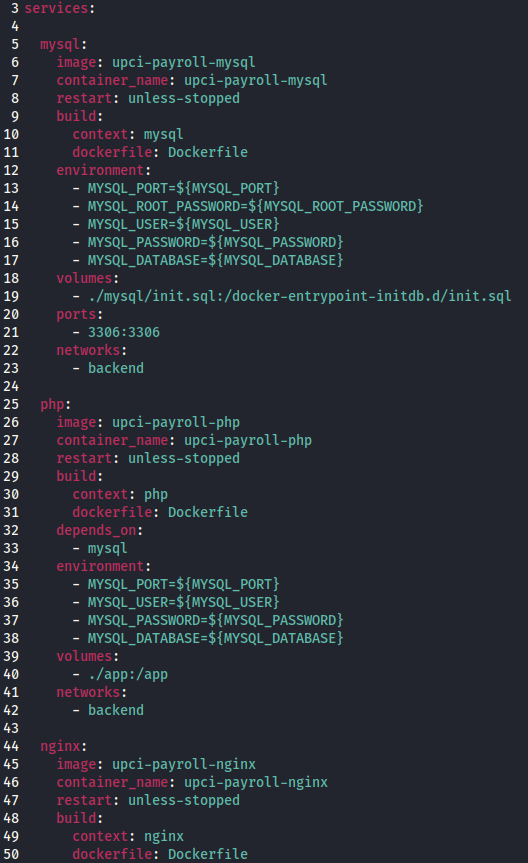 3 services:
4
5   mysql:
6     image: upci-payroll-mysql
7     container_name: upci-payroll-mysql
8     restart: unless-stopped
9     build:
10       context: mysql
11       dockerfile: Dockerfile
12     environment:
13       - MYSQL_PORT=${MYSQL_PORT}
14       - MYSQL_ROOT_PASSWORD=${MYSQL_ROOT_PASSWORD}
15       - MYSQL_USER=${MYSQL_USER}
16       - MYSQL_PASSWORD=${MYSQL_PASSWORD}
17       - MYSQL_DATABASE=${MYSQL_DATABASE}
18     volumes:
19       - ./mysql/init.sql:/docker-entrypoint-initdb.d/init.sql
20     ports:
21       - 3306:3306
22     networks:
23       - backend
24
25   php:
26     image: upci-payroll-php
27     container_name: upci-payroll-php
28     restart: unless-stopped
29     build:
30       context: php
31       dockerfile: Dockerfile
32     depends_on:
33       - mysql
34     environment:
35       - MYSQL_PORT=${MYSQL_PORT}
36       - MYSQL_USER=${MYSQL_USER}
37       - MYSQL_PASSWORD=${MYSQL_PASSWORD}
38       - MYSQL_DATABASE=${MYSQL_DATABASE}
39     volumes:
40       - ./app:/app
41     networks:
42       - backend
43
44   nginx:
45     image: upci-payroll-nginx
46     container_name: upci-payroll-nginx
47     restart: unless-stopped
48     build:
49       context: nginx
50       dockerfile: Dockerfile